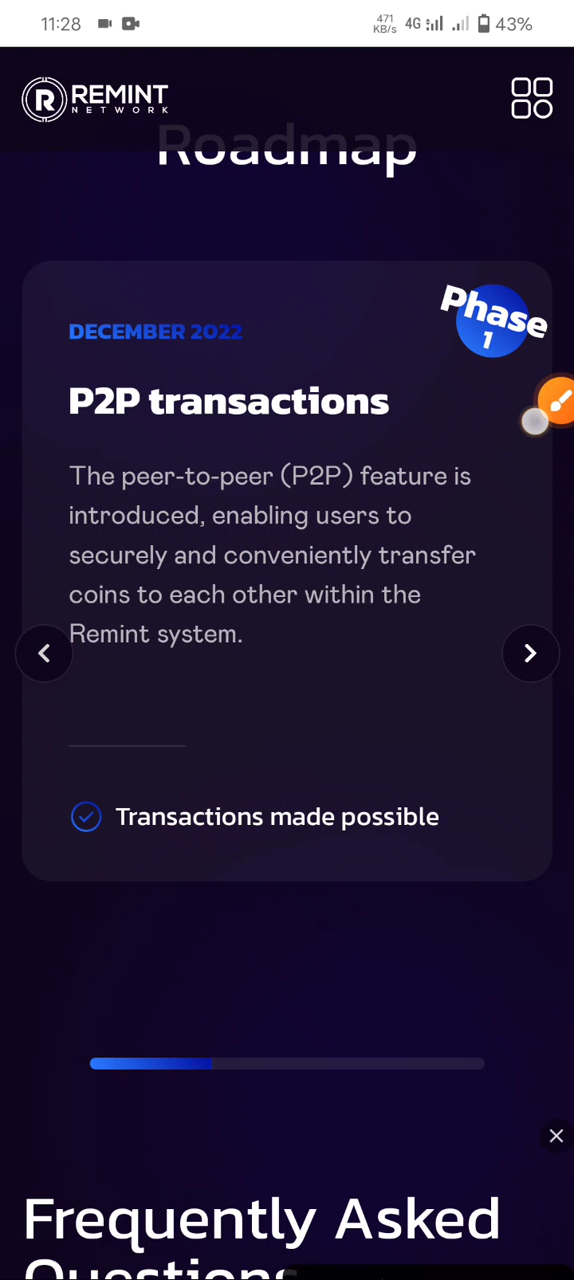 11:28
471
KB/s
4G
43%
R REMINT
NETWORK
Roadmap
Phase
1
DECEMBER 2022
P2P transactions
The peer-to-peer (P2P) feature is
introduced, enabling users to
securely and conveniently transfer
coins to each other within the
Remint system.
Transactions made possible
Frequently Asked
Questions